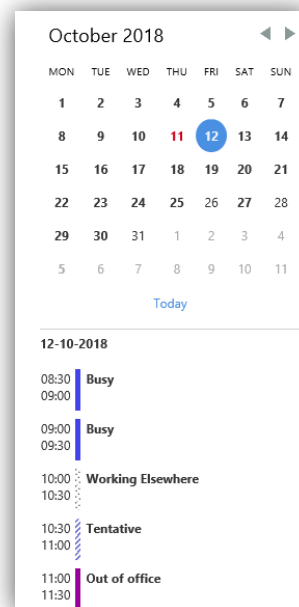 October 2018
MON TUE WED THU FRI SAT SUN
1 2 3 4 5 6 7
8 9 10 11 12 13 14
15 16 17 18 19 20 21
22 23 24 25 26 27 28
29 30 31 1 2 3 4
5 6 7 8 9 10 11
Today
12-10-2018
08:30 Busy
09:00
09:00 Busy
09:30
10:00 Working Elsewhere
10:30
10:30 Tentative
11:00
11:00 Out of office
11:30